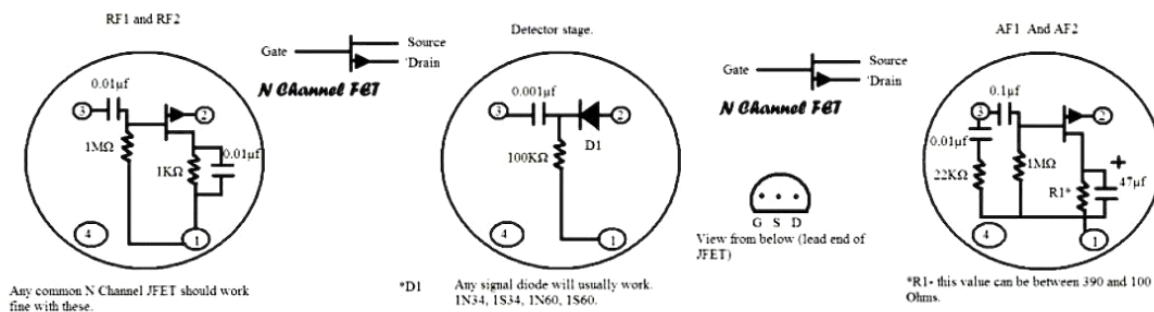 RF1 and RF2
Gate
Source
'Drain
N Channel FET
0.01µf
3
2
1MΩ
1KΩ
0.01µf
4
1
Any common N Channel JFET should work
fine with these.
Detector stage.
0.001µf
3
2
D1
100KΩ
1
*D1 Any signal diode will usually work.
1N34, 1S34, 1N60, 1S60.
Gate
Source
'Drain
N Channel FET
G S D
View from below (lead end of
JFET)
AF1 And AF2
0.1µf
3
2
0.01µf
22KΩ
1MΩ
R1*
+
47µf
4
1
*R1- this value can be between 390 and 100
Ohms.